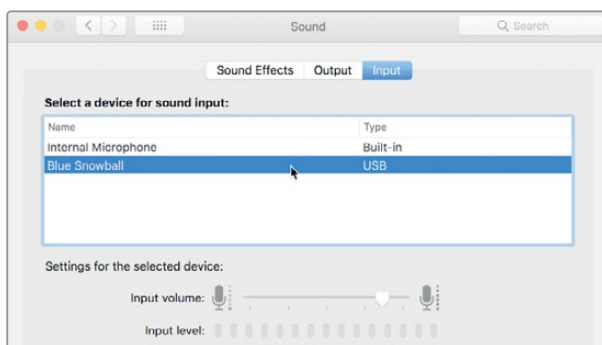 Sound
Search
Sound Effects Output Input
Select a device for sound input:
Name Type
Internal Microphone Built-in
Blue Snowball USB
Settings for the selected device:
Input volume:
Input level: